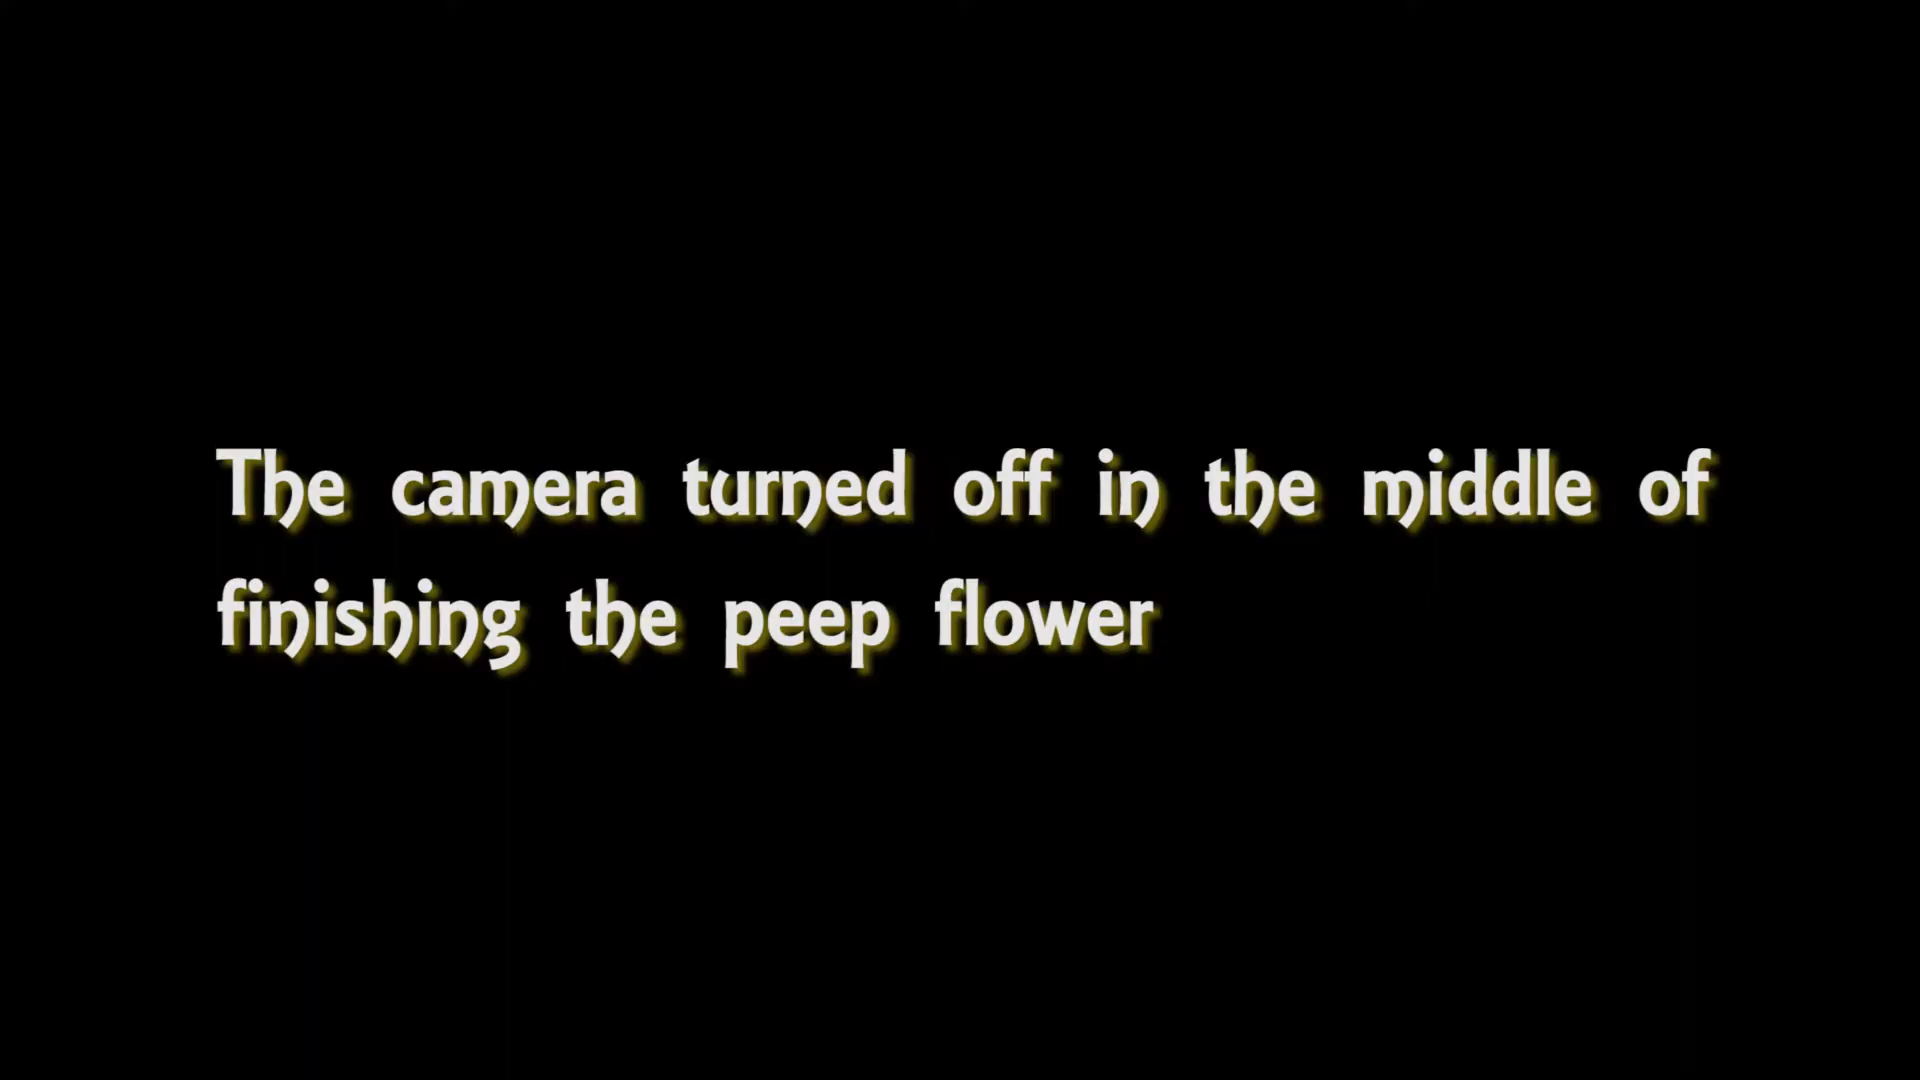 The camera turned off in the middle of
finishing the peep flower